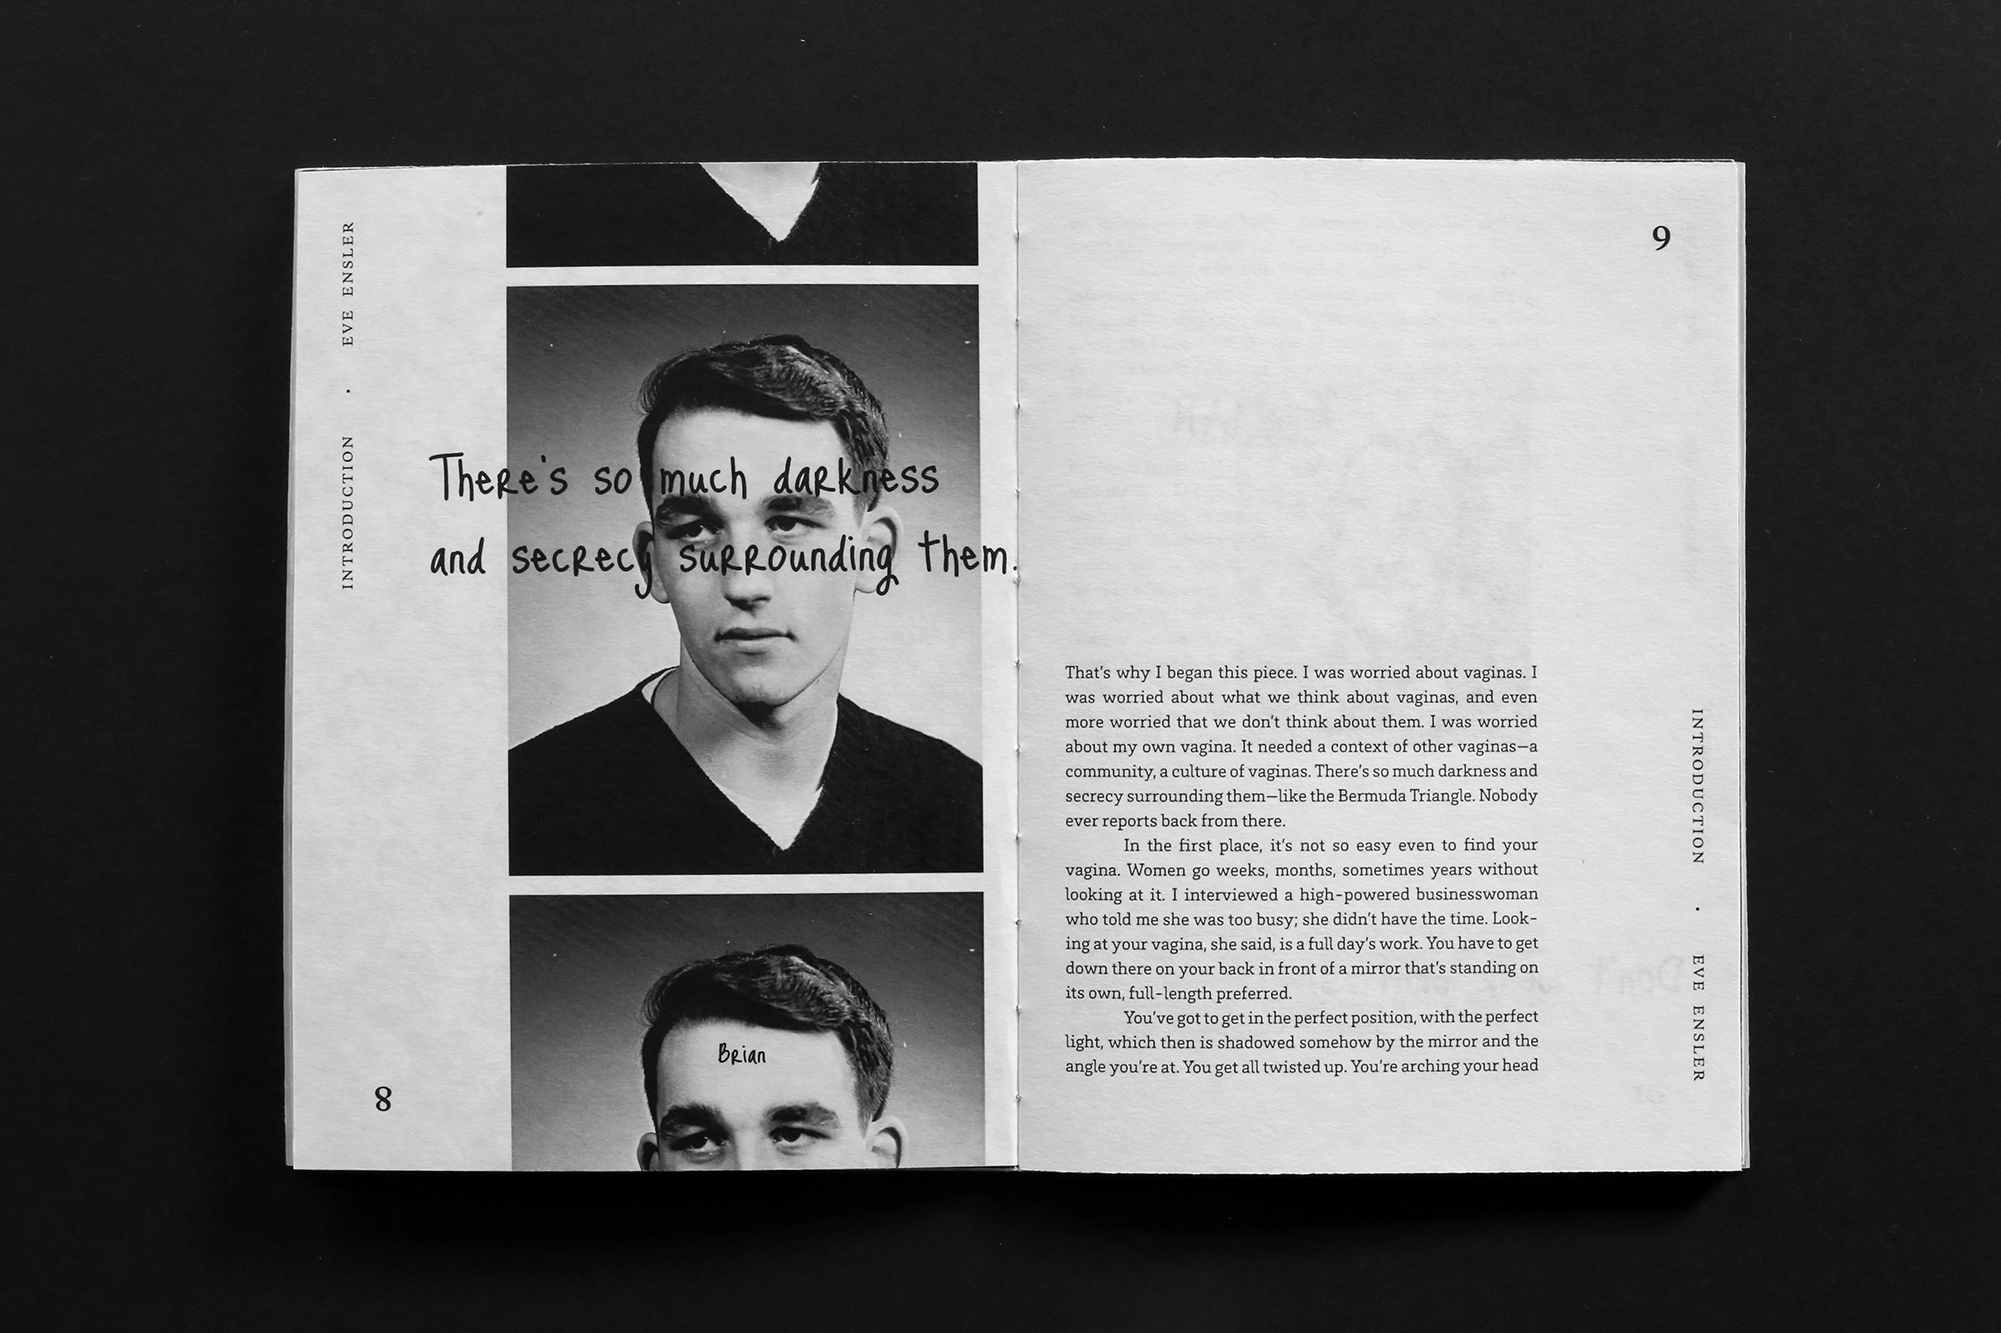 INTRODUCTION • EVE ENSLER
There's so much darkness
and secrecy surrounding them.
Brian
8
9
That's why I began this piece. I was worried about vaginas. I
was worried about what we think about vaginas, and even
more worried that we don't think about them. I was worried
about my own vagina. It needed a context of other vaginas—a
community, a culture of vaginas. There's so much darkness and
secrecy surrounding them—like the Bermuda Triangle. Nobody
ever reports back from there.
In the first place, it's not so easy even to find your
vagina. Women go weeks, months, sometimes years without
looking at it. I interviewed a high-powered businesswoman
who told me she was too busy; she didn't have the time. Look-
ing at your vagina, she said, is a full day's work. You have to get
down there on your back in front of a mirror that's standing on
its own, full-length preferred.
You've got to get in the perfect position, with the perfect
light, which then is shadowed somehow by the mirror and the
angle you're at. You get all twisted up. You're arching your head
INTRODUCTION • EVE ENSLER